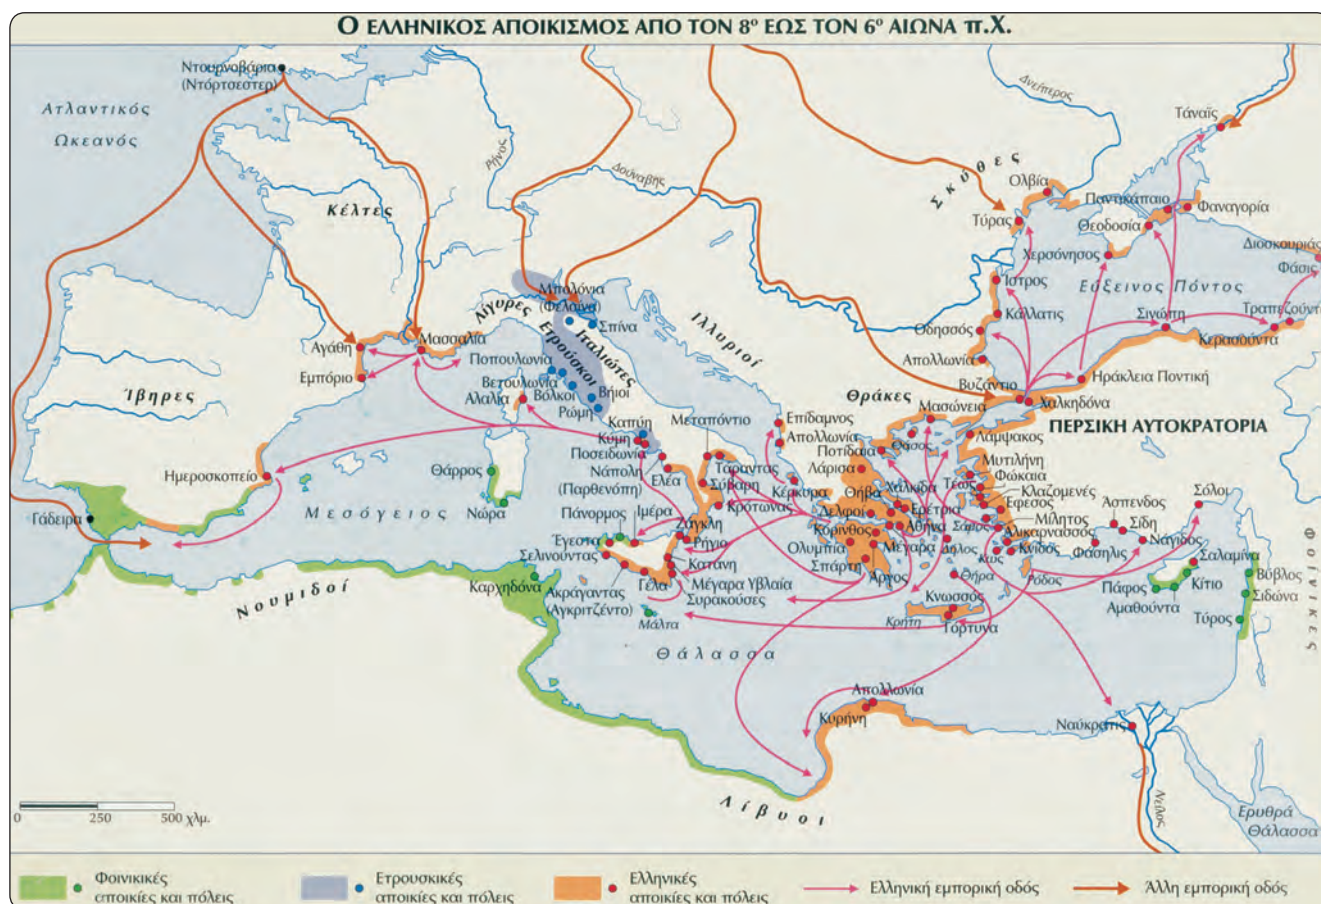 Ο ΕΛΛΗΝΙΚΟΣ ΑΠΟΙΚΙΣΜΟΣ ΑΠΟ ΤΟΝ 8ο ΕΩΣ ΤΟΝ 6ο ΑΙΩΝΑ π.Χ.
Ντουρνοβάρια
(Ντόρτσεστερ)
Ατλαντικός
Ωκεανός
Ρήνος
Δούναβης
Δνείπερος
Τάναϊς
Σκύθες
Ολβία
Τύρας
Παντικάπαιο
Φαναγορία
Θεοδοσία
Χερσόνησος
Διοσκουριάς
Φάσις
Κέλτες
Ίστρος
Εύξεινος Πόντος
Κάλλατις
Σινώπη
Τραπεζούντα
Κερασούντα
Οδησσός
Απολλωνία
Βυζάντιο
Ηράκλεια Ποντική
Χαλκηδόνα
Μπολόνια
(Φελσίνα)
Σπίνα
Λίγυρες
Ετρούσκοι
Ιταλιώτες
Ιλλυριοί
Μασσαλία
Αγάθη
Εμπόριο
Ποπουλωνία
Βετουλωνία
Αλαλία
Βόλκοι
Βήιοι
Ρώμη
Ίβηρες
Θράκες
Μασώνεια
ΠΕΡΣΙΚΗ ΑΥΤΟΚΡΑΤΟΡΙΑ
Καπύη
Κύμη
Ποσειδωνία
Νάπολη
(Παρθενόπη)
Ελέα
Μεταπόντιο
Τάραντας
Σύβαρη
Κρότωνας
Επίδαμνος
Απολλωνία
Κέρκυρα
Θάσος
Ποτίδαια
Λάρισα
Λάμψακος
Μυτιλήνη
Φώκαια
Τέως
Κλαζομενές
Έφεσος
Σάμος
Μίλητος
Αλικαρνασσός
Κως
Κνίδος
Ρόδος
Θήβα
Χαλκίδα
Ερέτρια
Δελφοί
Αθήνα
Κόρινθος
Ολυμπία
Μέγαρα
Δήλος
Σπάρτη
Άργος
Θήρα
Κνωσσός
Κρήτη
Γόρτυνα
Άσπενδος
Σίδη
Νάγιδος
Φάσηλις
Σόλοι
Σαλαμίνα
Κίτιο
Πάφος
Αμαθούντα
Βύβλος
Σιδώνα
Τύρος
Φοίνικες
Ημεροσκοπείο
Γάδειρα
Θάρρος
Νώρα
Μεσόγειος
Πάνορμος
Ιμέρα
Ζάγκλη
Ρήγιο
Έγεστα
Σελινούντας
Κατάνη
Γέλα
Μέγαρα Υβλαία
Συρακούσες
Ακράγαντας
(Αγκριτζέντο)
Μάλτα
Καρχηδόνα
Νουμιδοί
Θάλασσα
Απολλωνία
Κυρήνη
Ναύκρατις
Λίβυοι
Νείλος
Ερυθρά
Θάλασσα
0 250 500 χλμ.
Φοινικικές
αποικίες και πόλεις
Ετρουσκικές
αποικίες και πόλεις
Ελληνικές
αποικίες και πόλεις
Ελληνική εμπορική οδός
Άλλη εμπορική οδός